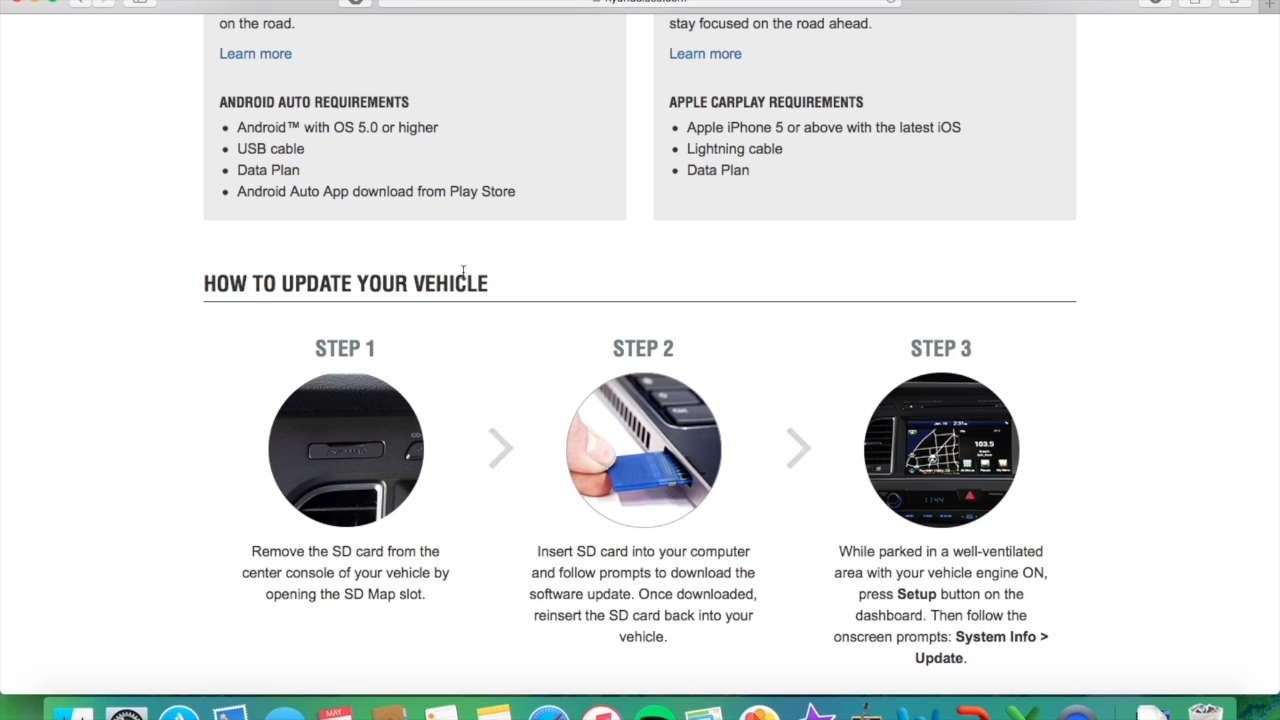 on the road.
Learn more
ANDROID AUTO REQUIREMENTS
• Android™ with OS 5.0 or higher
• USB cable
• Data Plan
• Android Auto App download from Play Store
stay focused on the road ahead.
Learn more
APPLE CARPLAY REQUIREMENTS
• Apple iPhone 5 or above with the latest iOS
• Lightning cable
• Data Plan
HOW TO UPDATE YOUR VEHICLE
STEP 1
Remove the SD card from the
center console of your vehicle by
opening the SD Map slot.
STEP 2
Insert SD card into your computer
and follow prompts to download the
software update. Once downloaded,
reinsert the SD card back into your
vehicle.
STEP 3
103.5
While parked in a well-ventilated
area with your vehicle engine ON,
press Setup button on the
dashboard. Then follow the
onscreen prompts: System Info >
Update.
MAY